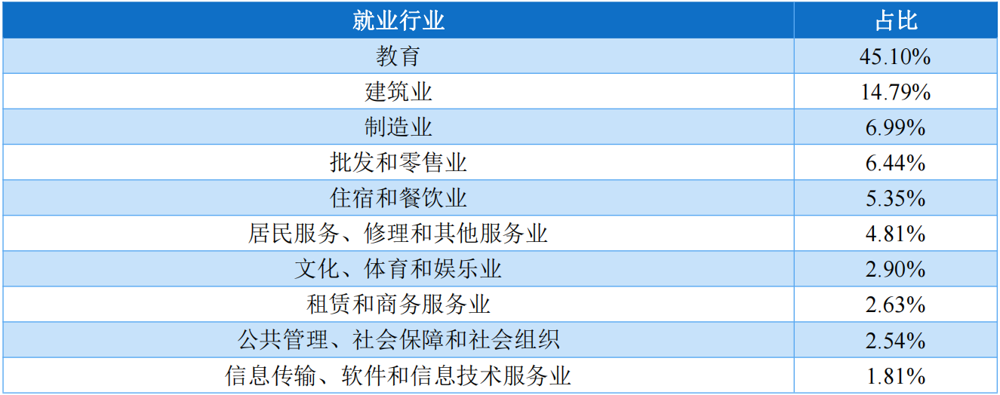 就业行业 占比
教育 45.10%
建筑业 14.79%
制造业 6.99%
批发和零售业 6.44%
住宿和餐饮业 5.35%
居民服务、修理和其他服务业 4.81%
文化、体育和娱乐业 2.90%
租赁和商务服务业 2.63%
公共管理、社会保障和社会组织 2.54%
信息传输、软件和信息技术服务业 1.81%